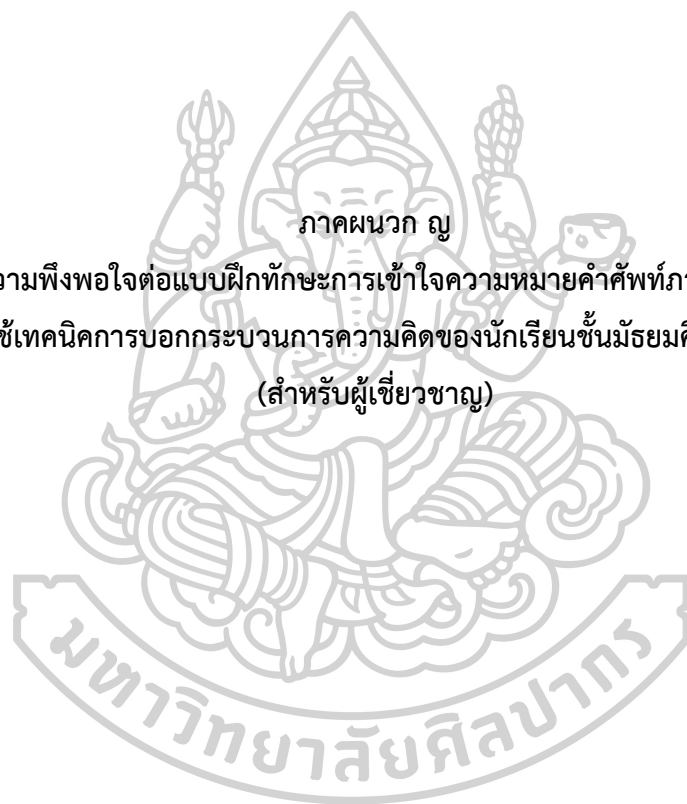 ภาคผนวก ญ
วามพึงพอใจต่อแบบฝึกทักษะการเข้าใจความหมายคำศัพท์ภา
ช้เทคนิคการบอกกระบวนการความคิดของนักเรียนชั้นมัธยมศึ
(สำหรับผู้เชี่ยวชาญ)
มหาวิทยาลัยศิลปากร